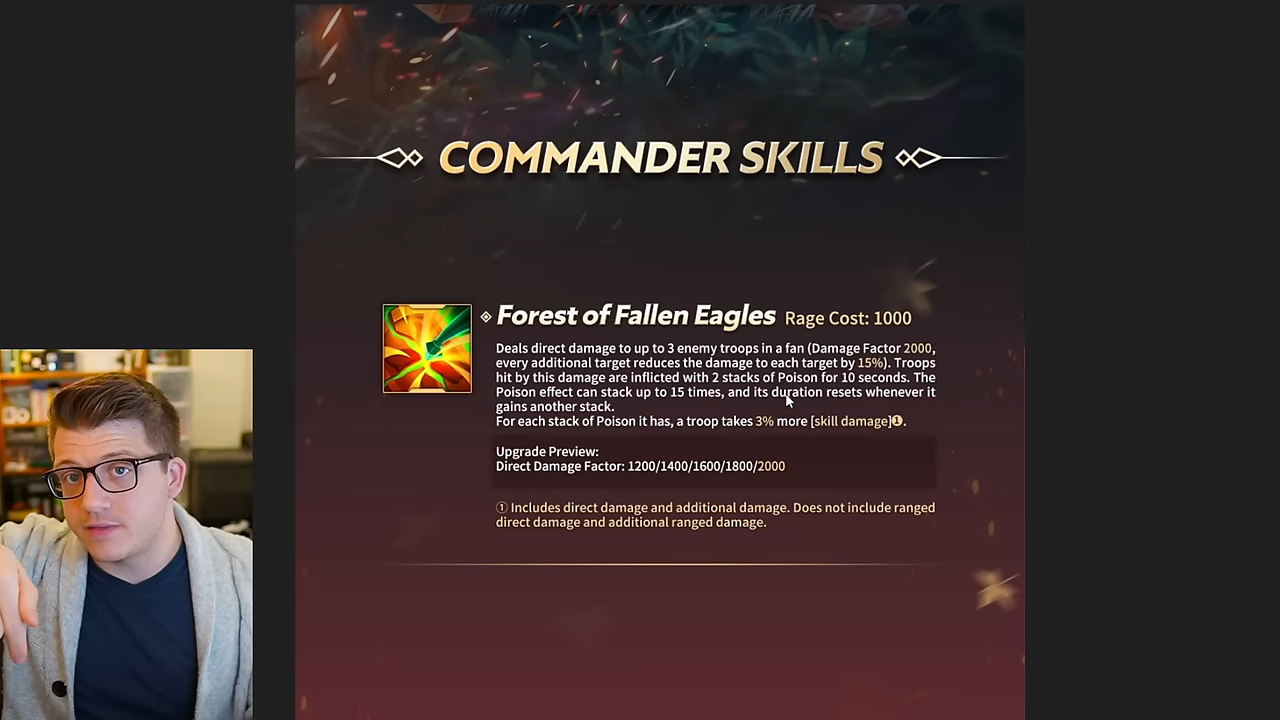 COMMANDER SKILLS
Forest of Fallen Eagles Rage Cost: 1000
Deals direct damage to up to 3 enemy troops in a fan (Damage Factor 2000,
every additional target reduces the damage to each target by 15%). Troops
hit by this damage are inflicted with 2 stacks of Poison for 10 seconds. The
Poison effect can stack up to 15 times, and its duration resets whenever it
gains another stack.
For each stack of Poison it has, a troop takes 3% more [skill damage]①.
Upgrade Preview:
Direct Damage Factor: 1200/1400/1600/1800/2000
① Includes direct damage and additional damage. Does not include ranged
direct damage and additional ranged damage.